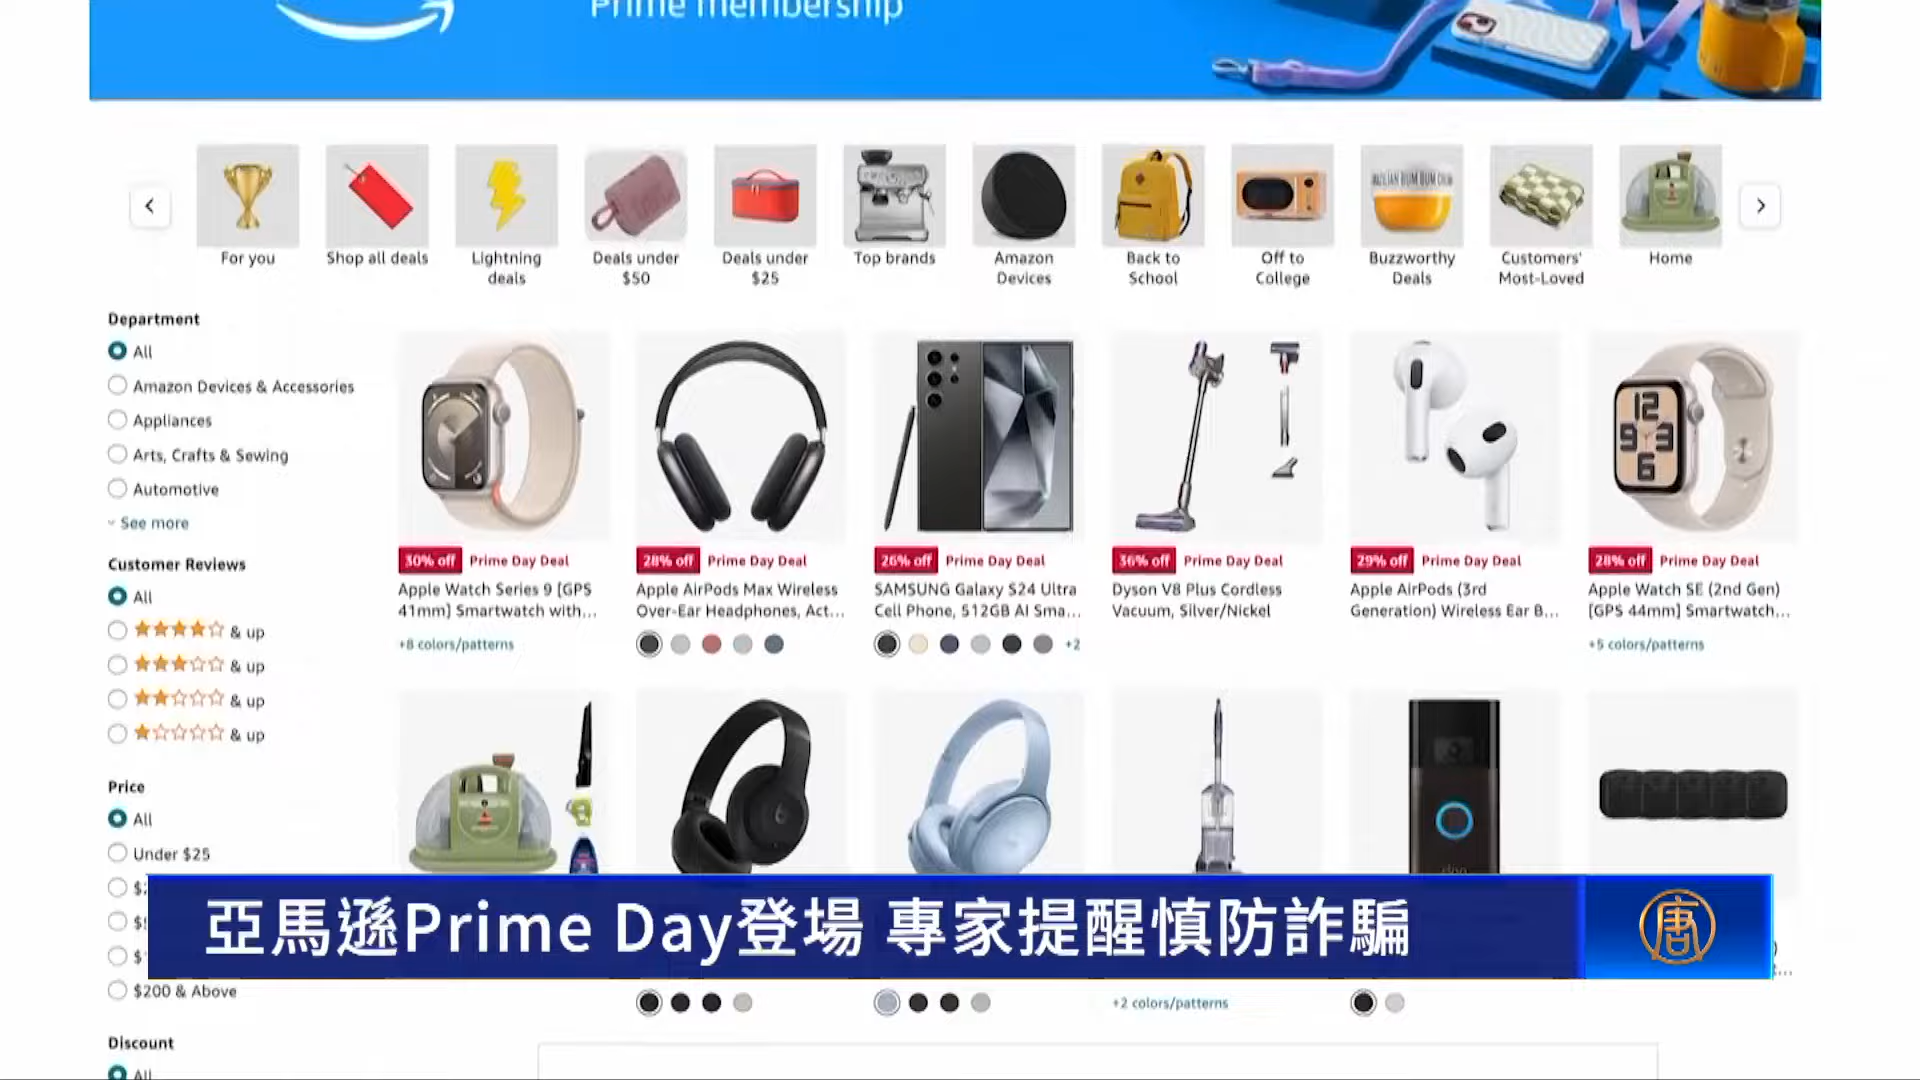 Prime membership
For you
Shop all deals
Lightning
deals
Deals under
$50
Deals under
$25
Top brands
Amazon
Devices
Back to
School
Off to
College
Buzzworthy
Deals
Customers'
Most-Loved
Home
Department
All
Amazon Devices & Accessories
Appliances
Arts, Crafts & Sewing
Automotive
See more
Customer Reviews
All
& up
& up
& up
& up
Price
All
Under $25
$200 & Above
Discount
All
30% off Prime Day Deal
Apple Watch Series 9 [GPS
41mm] Smartwatch with...
+8 colors/patterns
28% off Prime Day Deal
Apple AirPods Max Wireless
Over-Ear Headphones, Act...
26% off Prime Day Deal
SAMSUNG Galaxy S24 Ultra
Cell Phone, 512GB AI Sma...
+2
36% off Prime Day Deal
Dyson V8 Plus Cordless
Vacuum, Silver/Nickel
29% off Prime Day Deal
Apple AirPods (3rd
Generation) Wireless Ear B...
28% off Prime Day Deal
Apple Watch SE (2nd Gen)
[GPS 44mm] Smartwatch...
+5 colors/patterns
亞馬遜Prime Day登場 專家提醒慎防詐騙
唐
+2 colors/patterns